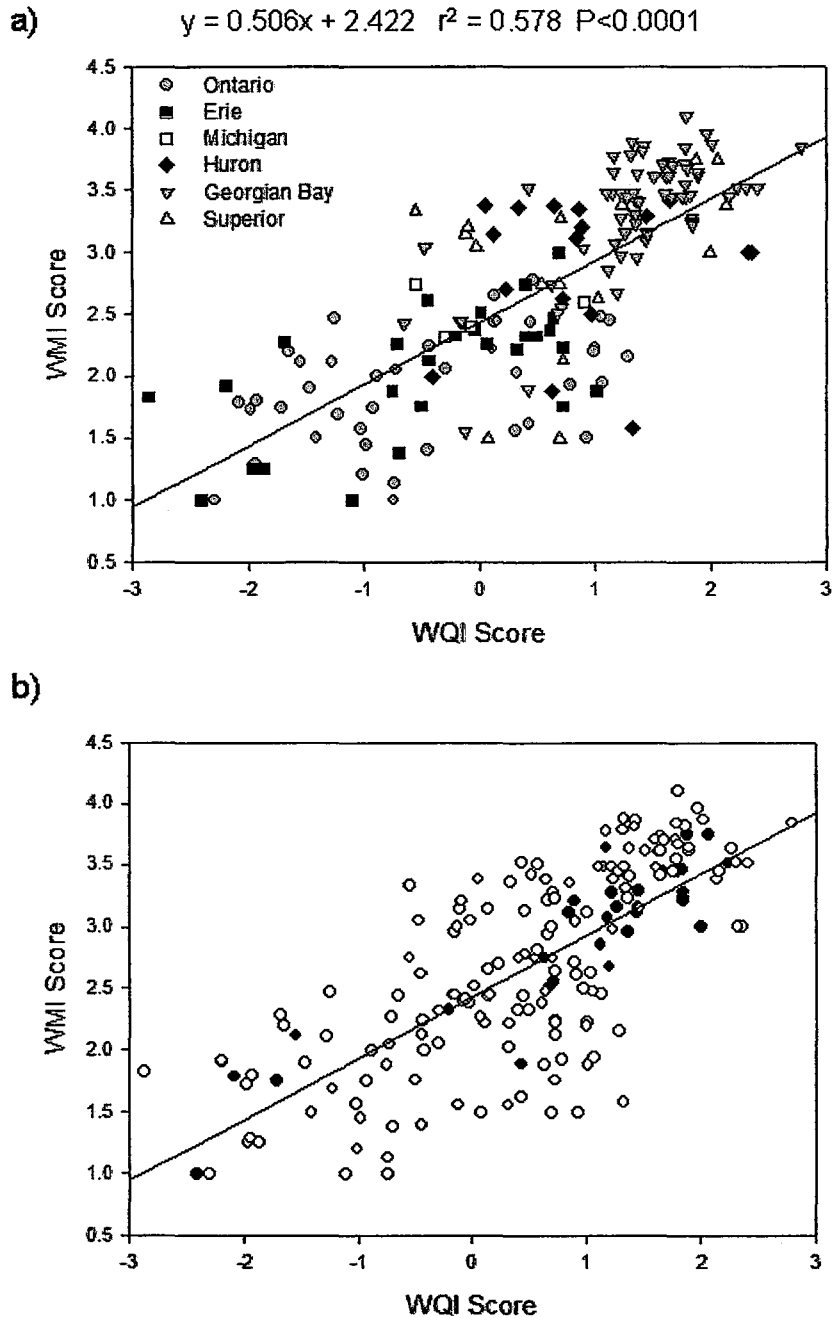 a)
y = 0.506x + 2.422 r² = 0.578 P<0.0001
4.5
4.0
3.5
3.0
2.5
2.0
1.5
1.0
0.5
WMI Score
Ontario
Erie
Michigan
Huron
Georgian Bay
Superior
-3 -2 -1 0 1 2 3
WQI Score
b)
4.5
4.0
3.5
3.0
2.5
2.0
1.5
1.0
0.5
WMI Score
-3 -2 -1 0 1 2 3
WQI Score